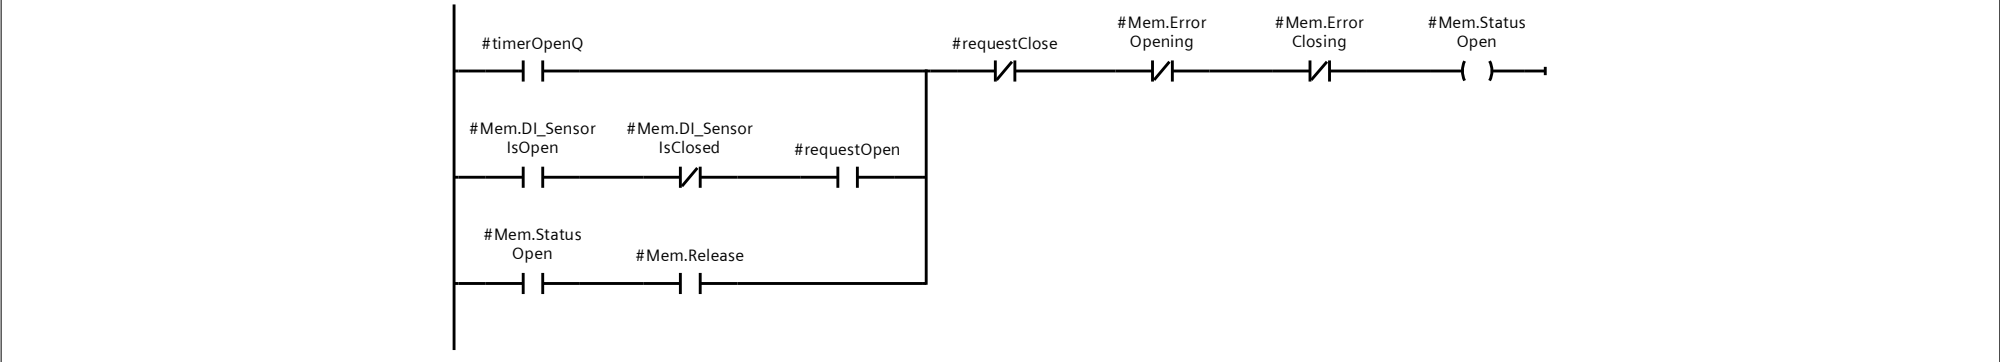 #timerOpenQ
#requestClose
#Mem.Error
Opening
#Mem.Error
Closing
#Mem.Status
Open
#Mem.DI_Sensor
IsOpen
#Mem.DI_Sensor
IsClosed
#requestOpen
#Mem.Status
Open
#Mem.Release